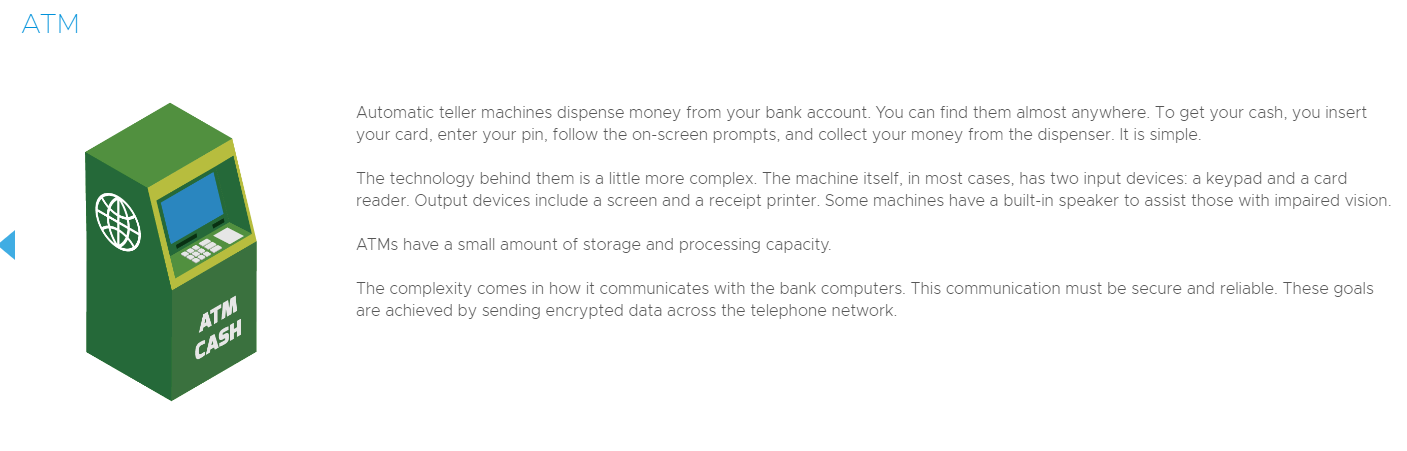 ATM
Automatic teller machines dispense money from your bank account. You can find them almost anywhere. To get your cash, you insert
your card, enter your pin, follow the on-screen prompts, and collect your money from the dispenser. It is simple.
The technology behind them is a little more complex. The machine itself, in most cases, has two input devices: a keypad and a card
reader. Output devices include a screen and a receipt printer. Some machines have a built-in speaker to assist those with impaired vision.
ATMs have a small amount of storage and processing capacity.
The complexity comes in how it communicates with the bank computers. This communication must be secure and reliable. These goals
are achieved by sending encrypted data across the telephone network.
ATM
CASH